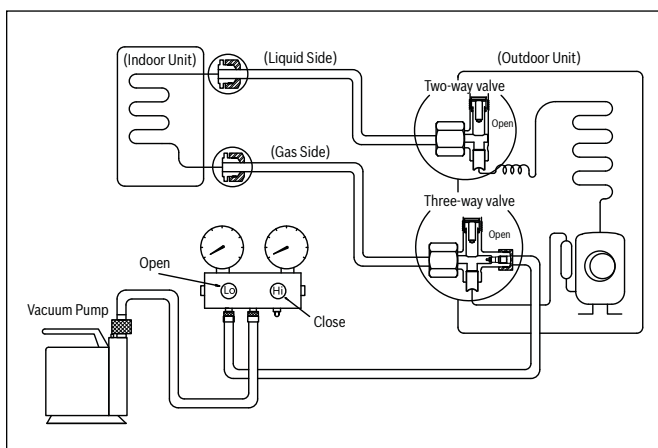 (Indoor Unit)
(Liquid Side)
(Outdoor Unit)
Two-way valve
Open
(Gas Side)
Three-way valve
Open
Open
Lo
Hi
Close
Vacuum Pump